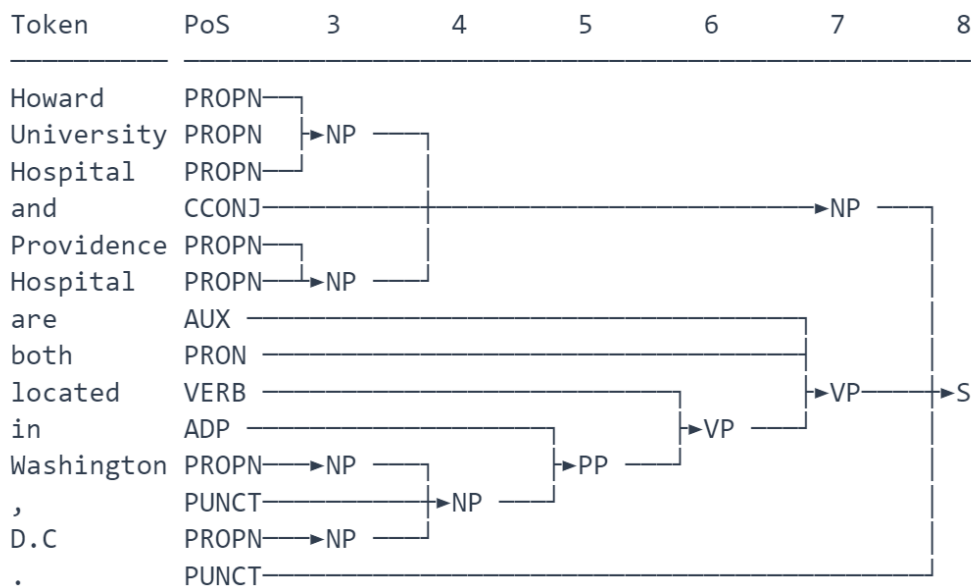 Token PoS 3 4 5 6 7 8
Howard PROPN
University PROPN NP
Hospital PROPN
and CCONJ NP
Providence PROPN
Hospital PROPN NP
are AUX
both PRON
located VERB VP S
in ADP VP
Washington PROPN NP PP
, PUNCT NP
D.C PROPN NP
. PUNCT